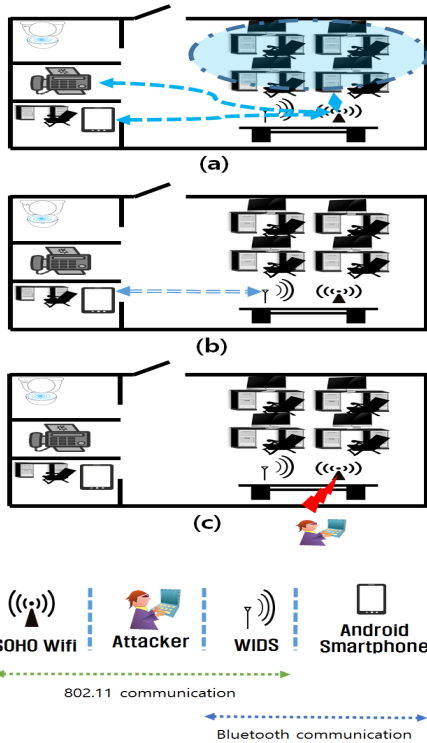 (a)
(b)
(c)
SOHO Wifi
Attacker
WIDS
Android
Smartphone
802.11 communication
Bluetooth communication